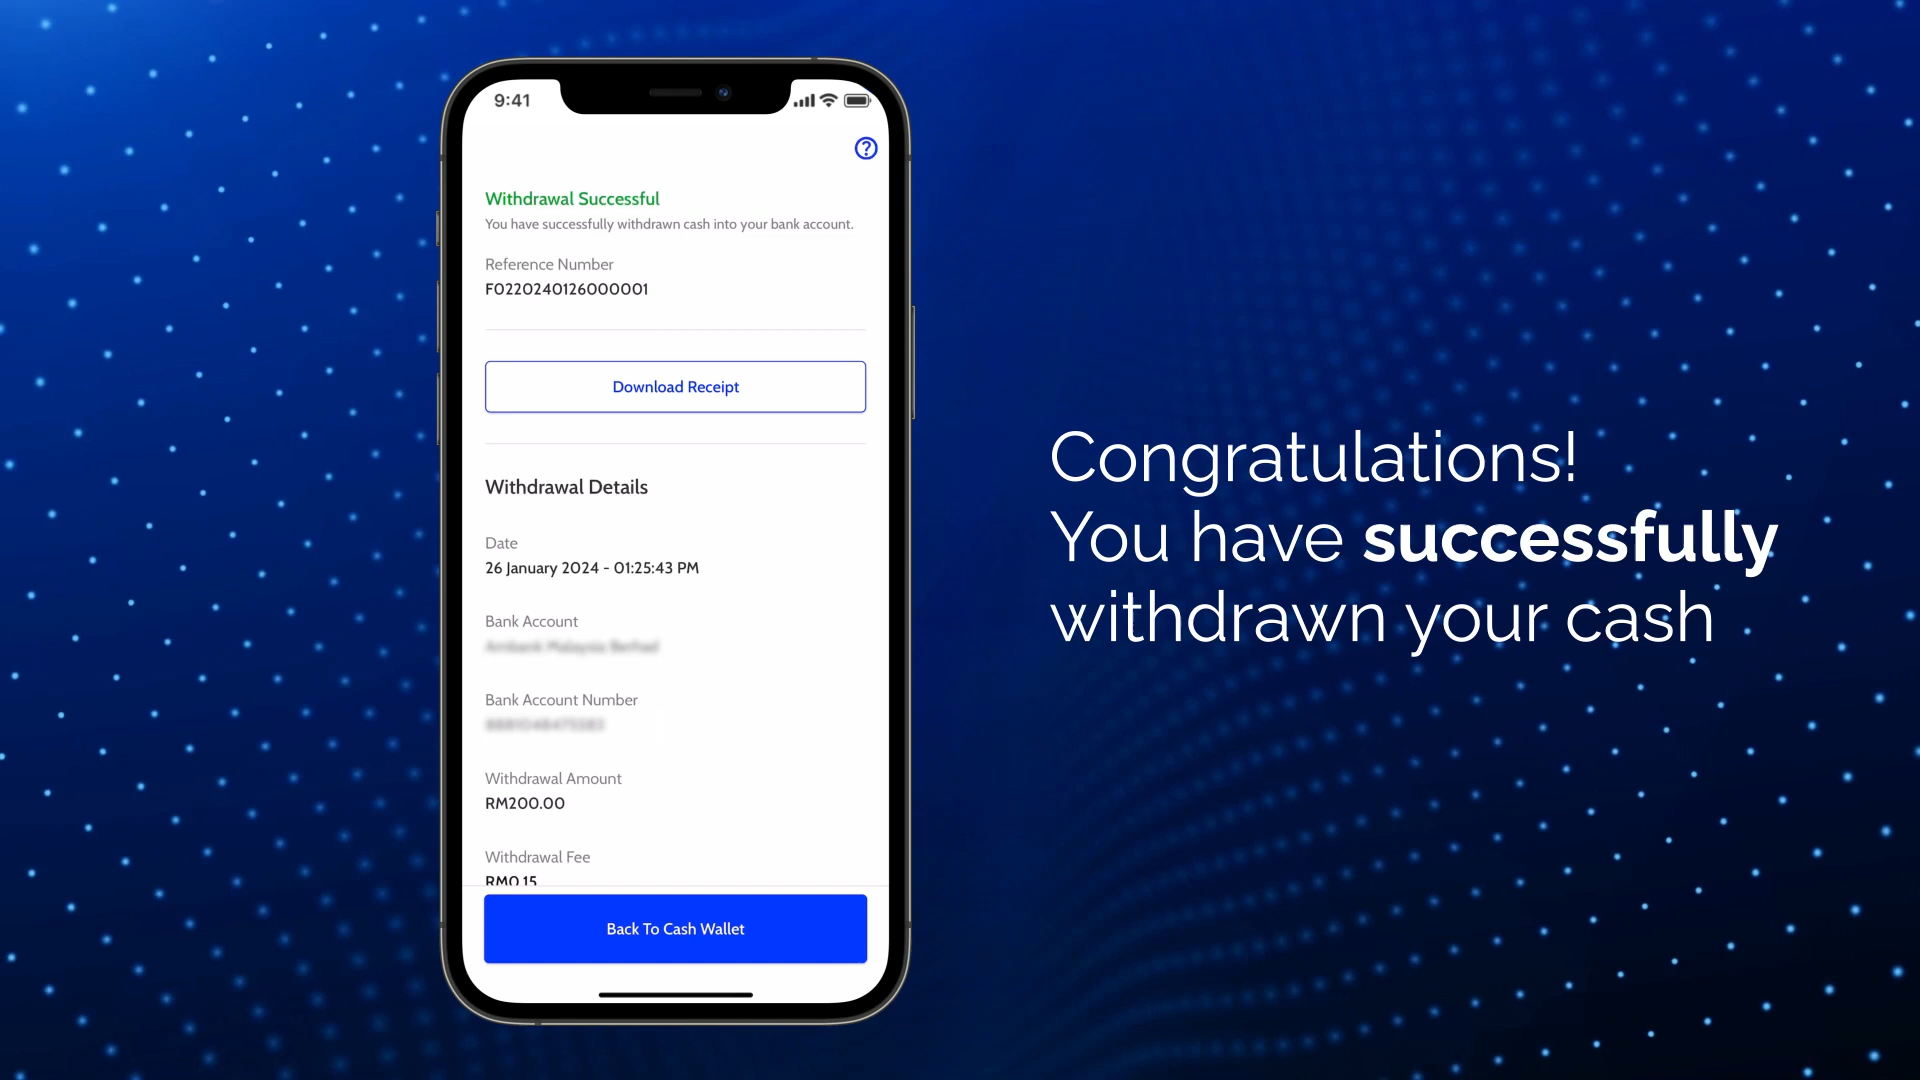 9:41
Withdrawal Successful
You have successfully withdrawn cash into your bank account.
Reference Number
F0220240126000001
Download Receipt
Withdrawal Details
Date
26 January 2024 - 01:25:43 PM
Bank Account
Bank Account Number
Withdrawal Amount
RM200.00
Withdrawal Fee
RM0.15
Back To Cash Wallet
Congratulations!
You have successfully
withdrawn your cash